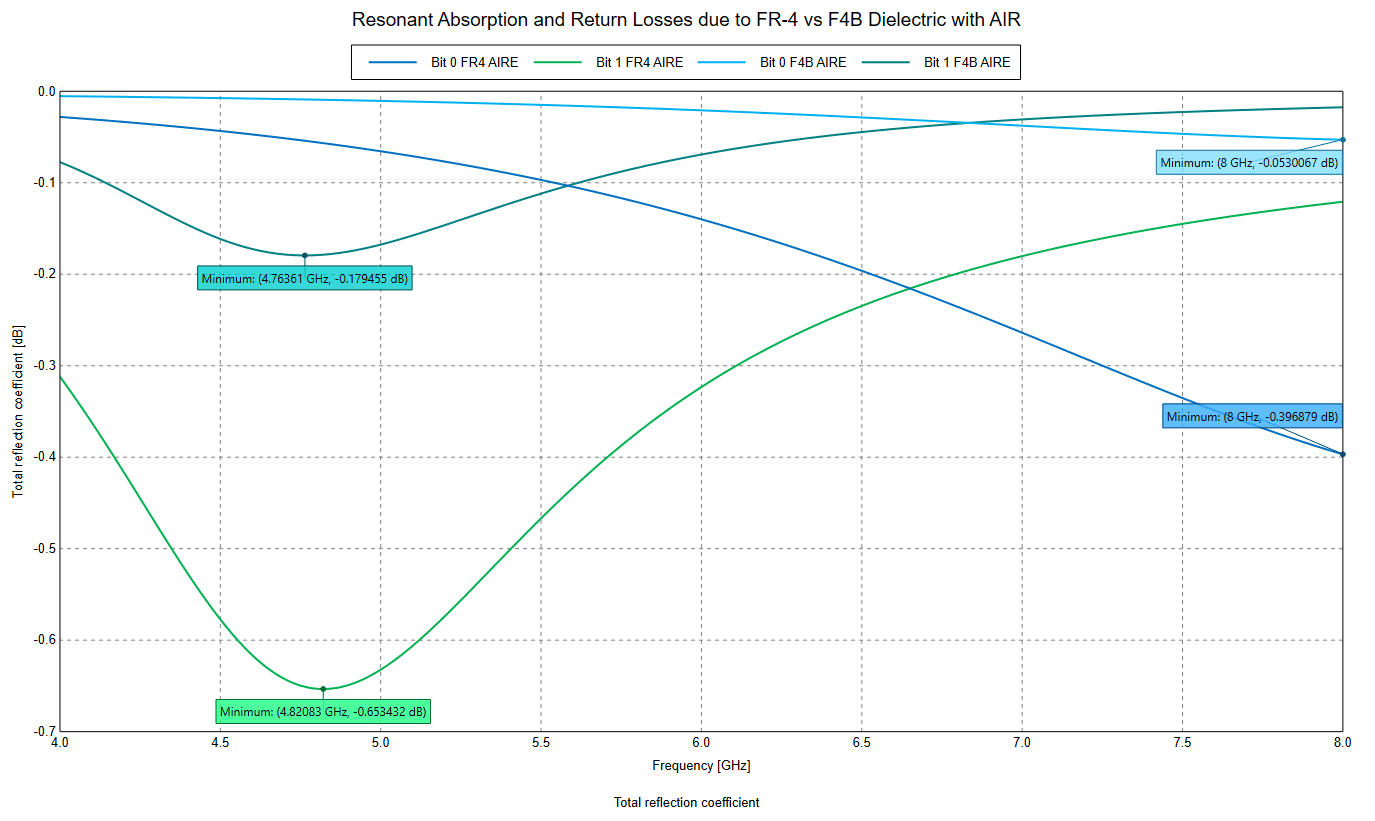 Resonant Absorption and Return Losses due to FR-4 vs F4B Dielectric with AIR
Bit 0 FR4 AIRE
Bit 1 FR4 AIRE
Bit 0 F4B AIRE
Bit 1 F4B AIRE
Total reflection coefficient [dB]
0.0
-0.1
-0.2
-0.3
-0.4
-0.5
-0.6
-0.7
Minimum: (8 GHz, -0.0530067 dB)
Minimum: (4.76361 GHz, -0.179455 dB)
Minimum: (8 GHz, -0.396879 dB)
Minimum: (4.82083 GHz, -0.653432 dB)
4.0
4.5
5.0
5.5
6.0
6.5
7.0
7.5
8.0
Frequency [GHz]
Total reflection coefficient